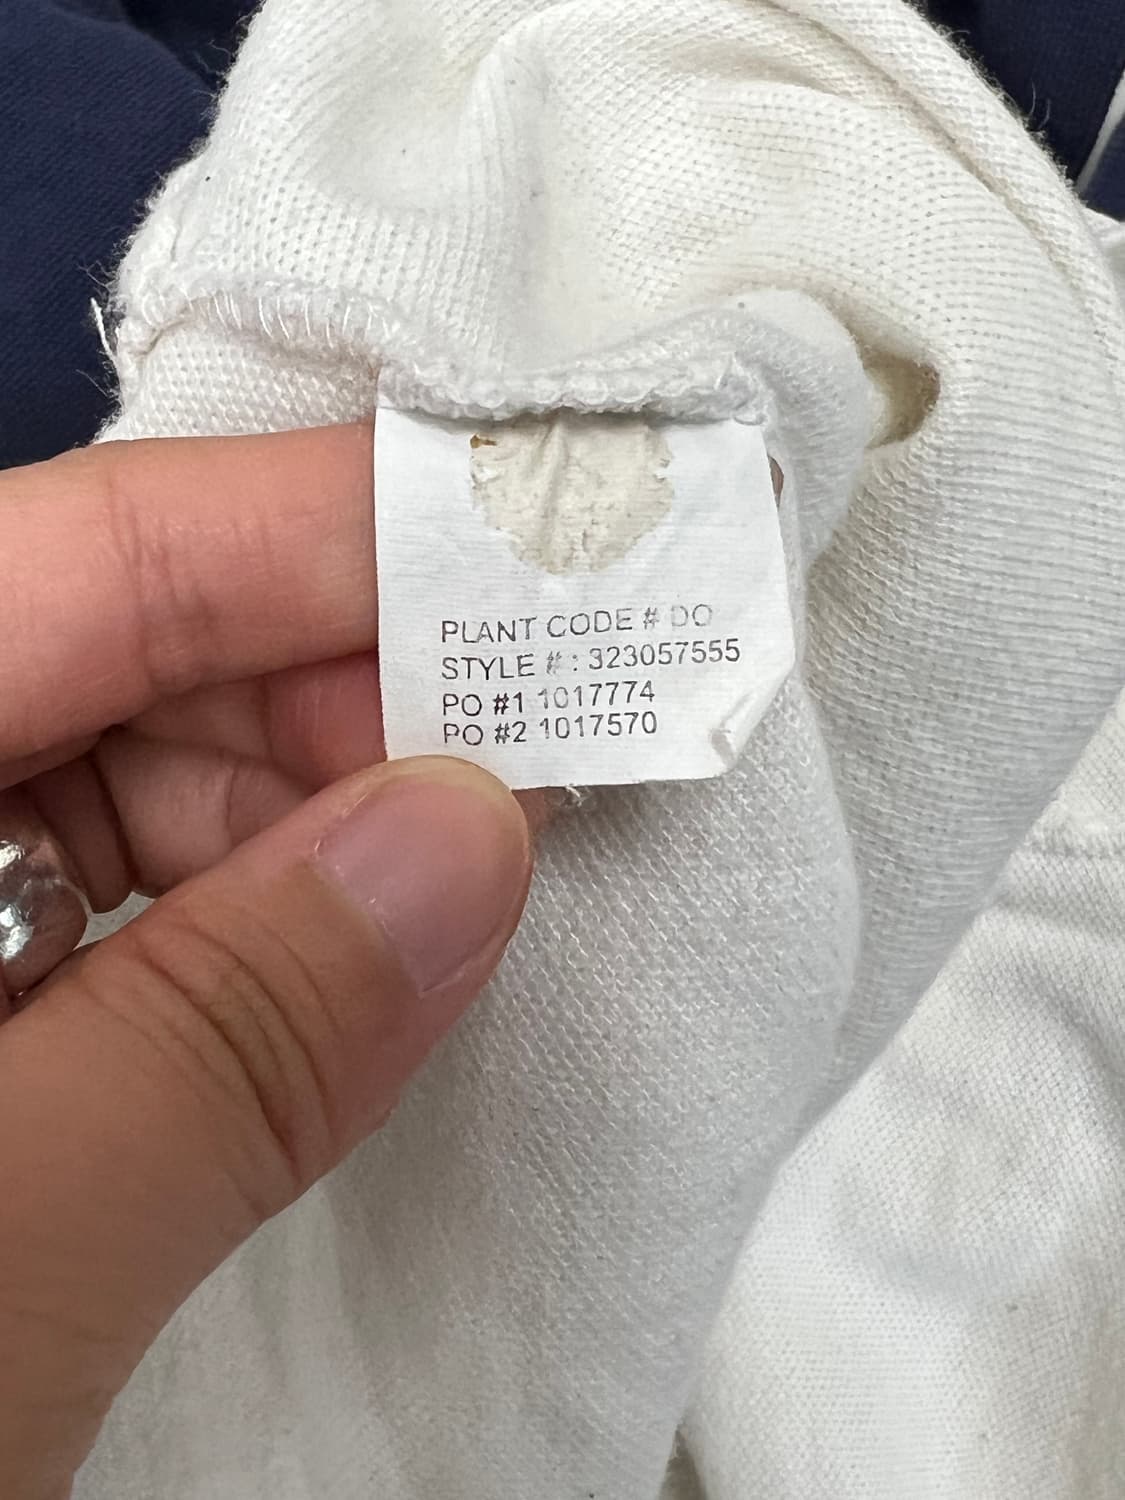 PLANT CODE # DO
STYLE # : 323057555
PO #1 1017774
PO #2 1017570